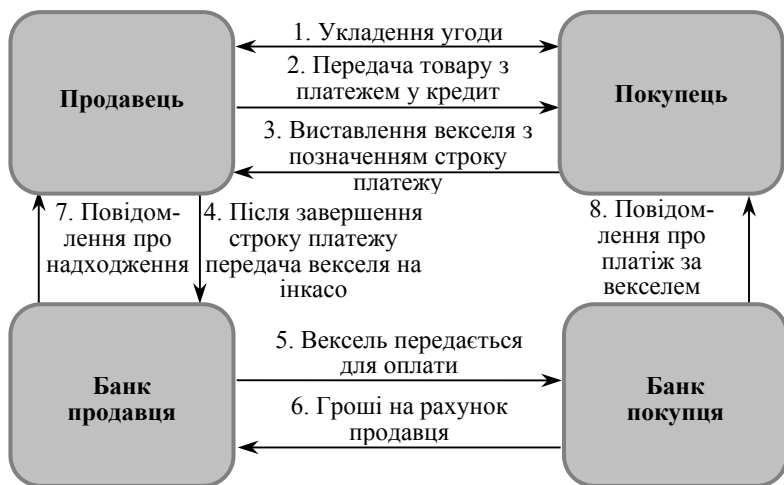 1. Укладення угоди
2. Передача товару з
платежем у кредит
3. Виставлення векселя з
позначенням строку
платежу
Продавець
Покупець
7. Повідом-
лення про
надходження
4. Після завершення
строку платежу
передача векселя на
інкасо
8. Повідом-
лення про
платіж за
векселем
Банк
продавця
5. Вексель передається
для оплати
6. Гроші на рахунок
продавця
Банк
покупця